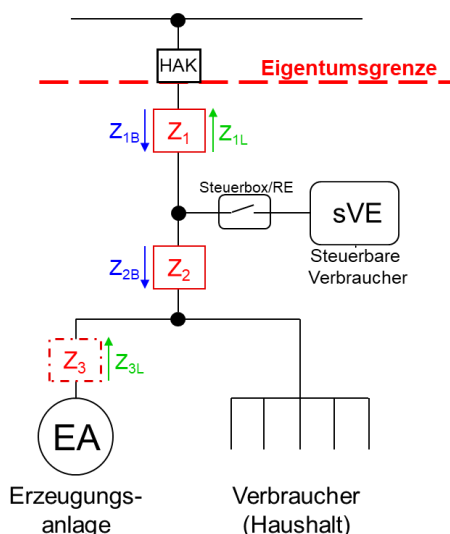 HAK
Eigentumsgrenze
Z1B
Z1
Z1L
Steuerbox/RE
sVE
Steuerbare
Verbraucher
Z2B
Z2
Z3
Z3L
EA
Erzeugungs-
anlage
Verbraucher
(Haushalt)